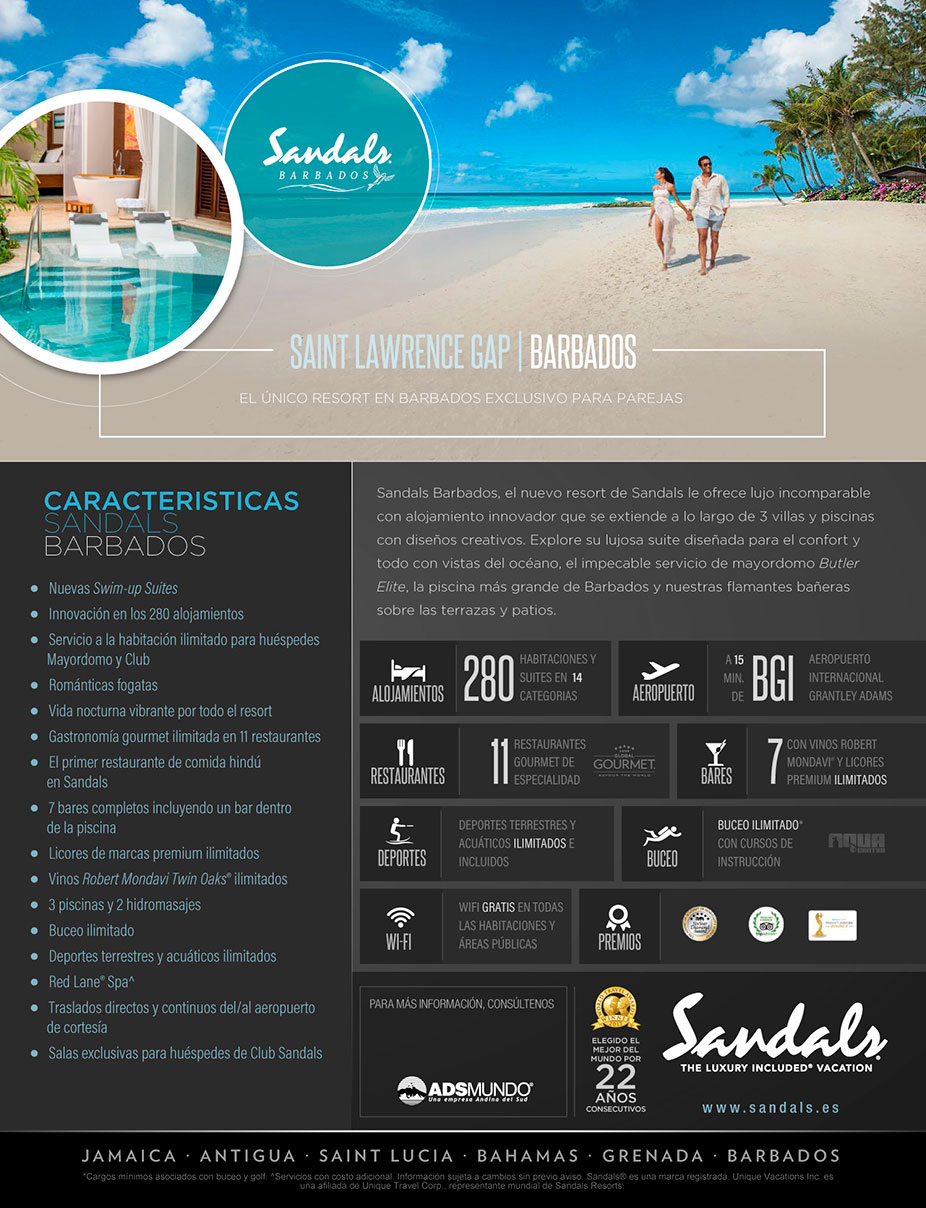 Sandals®
BARBADOS
SAINT LAWRENCE GAP | BARBADOS
EL ÚNICO RESORT EN BARBADOS EXCLUSIVO PARA PAREJAS
CARACTERISTICAS
SANDALS
BARBADOS
● Nuevas Swim-up Suites
● Innovación en los 280 alojamientos
● Servicio a la habitación ilimitado para huéspedes
Mayordomo y Club
● Románticas fogatas
● Vida nocturna vibrante por todo el resort
● Gastronomía gourmet ilimitada en 11 restaurantes
● El primer restaurante de comida hindú
en Sandals
● 7 bares completos incluyendo un bar dentro
de la piscina
● Licores de marcas premium ilimitados
● Vinos Robert Mondavi Twin Oaks® ilimitados
● 3 piscinas y 2 hidromasajes
● Buceo ilimitado
● Deportes terrestres y acuáticos ilimitados
● Red Lane® Spa^
● Traslados directos y continuos del/al aeropuerto
de cortesía
● Salas exclusivas para huéspedes de Club Sandals
Sandals Barbados, el nuevo resort de Sandals le ofrece lujo incomparable
con alojamiento innovador que se extiende a lo largo de 3 villas y piscinas
con diseños creativos. Explore su lujosa suite diseñada para el confort y
todo con vistas del océano, el impecable servicio de mayordomo Butler
Elite, la piscina más grande de Barbados y nuestras flamantes bañeras
sobre las terrazas y patios.
ALOJAMIENTOS
280
HABITACIONES Y
SUITES EN 14
CATEGORIAS
AEROPUERTO
A 15
MIN.
DE
BGI
AEROPUERTO
INTERNACIONAL
GRANTLEY ADAMS
RESTAURANTES
11
RESTAURANTES
GOURMET DE
ESPECIALIDAD
GLOBAL
GOURMET
BARES
7
CON VINOS ROBERT
MONDAVI® Y LICORES
PREMIUM ILIMITADOS
DEPORTES
DEPORTES TERRESTRES Y
ACUÁTICOS ILIMITADOS E
INCLUIDOS
BUCEO
BUCEO ILIMITADO*
CON CURSOS DE
INSTRUCCIÓN
AQUA
CENTER
WI-FI
WIFI GRATIS EN TODAS
LAS HABITACIONES Y
ÁREAS PÚBLICAS
PREMIOS
PARA MÁS INFORMACIÓN, CONSÚLTENOS
ADSMUNDO®
Una empresa Andina del Sud
WINNER
2017
ELEGIDO EL
MEJOR DEL
MUNDO POR
22
AÑOS
CONSECUTIVOS
Sandals®
THE LUXURY INCLUDED® VACATION
www.sandals.es
JAMAICA · ANTIGUA · SAINT LUCIA · BAHAMAS · GRENADA · BARBADOS
*Cargos mínimos asociados con buceo y golf. ^Servicios con costo adicional. Información sujeta a cambios sin previo aviso. Sandals® es una marca registrada. Unique Vacations Inc. es
una afiliada de Unique Travel Corp., representante mundial de Sandals Resorts.